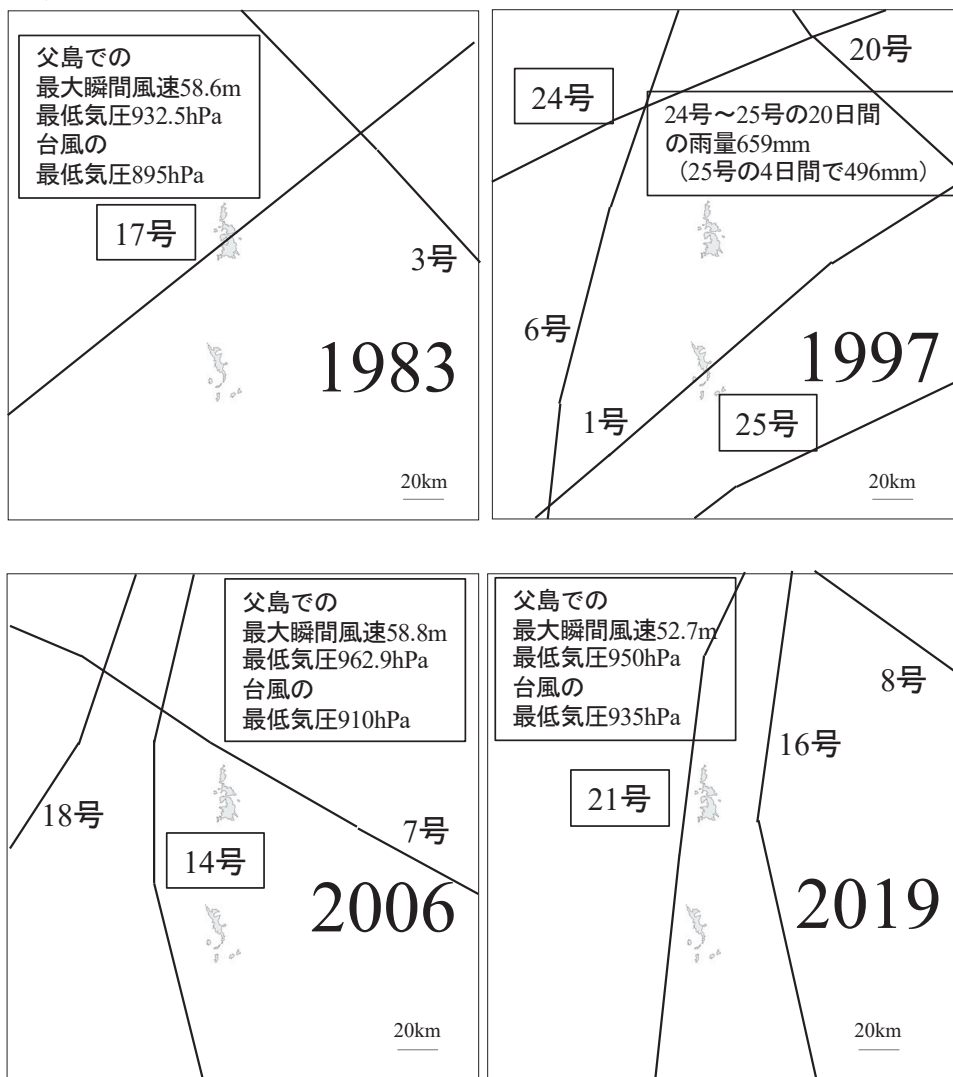 父島での
最大瞬間風速58.6m
最低気圧932.5hPa
台風の
最低気圧895hPa
17号
3号
1983
20km
20号
24号
24号～25号の20日間
の雨量659mm
（25号の4日間で496mm）
6号
1997
1号
25号
20km
父島での
最大瞬間風速58.8m
最低気圧962.9hPa
台風の
最低気圧910hPa
18号
7号
14号
2006
20km
父島での
最大瞬間風速52.7m
最低気圧950hPa
台風の
最低気圧935hPa
8号
16号
21号
2019
20km